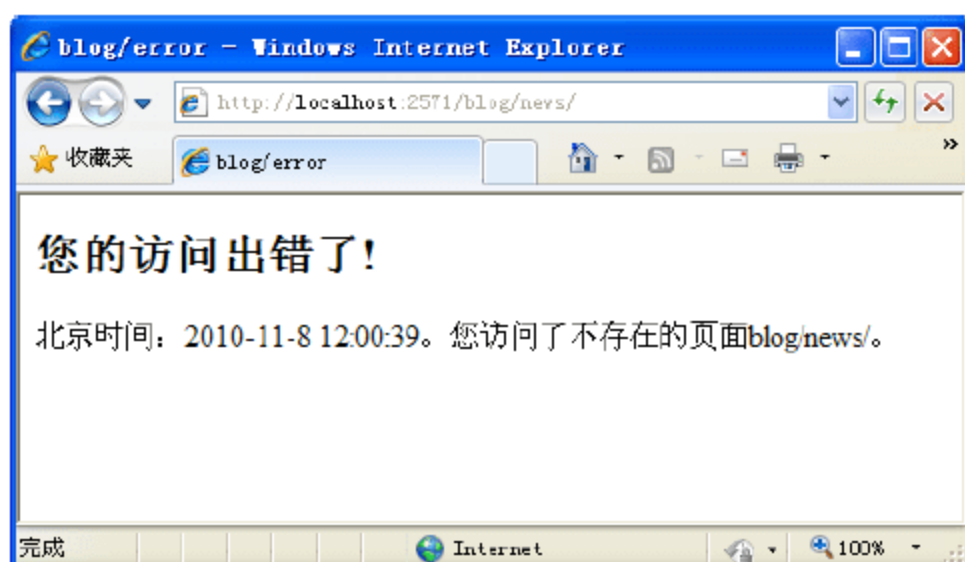 blog/error - Windows Internet Explorer
http://localhost:2571/blog/news/
收藏夹 blog/error
您的访问出错了!
北京时间：2010-11-8 12:00:39。您访问了不存在的页面blog/news/。
完成 Internet 100%